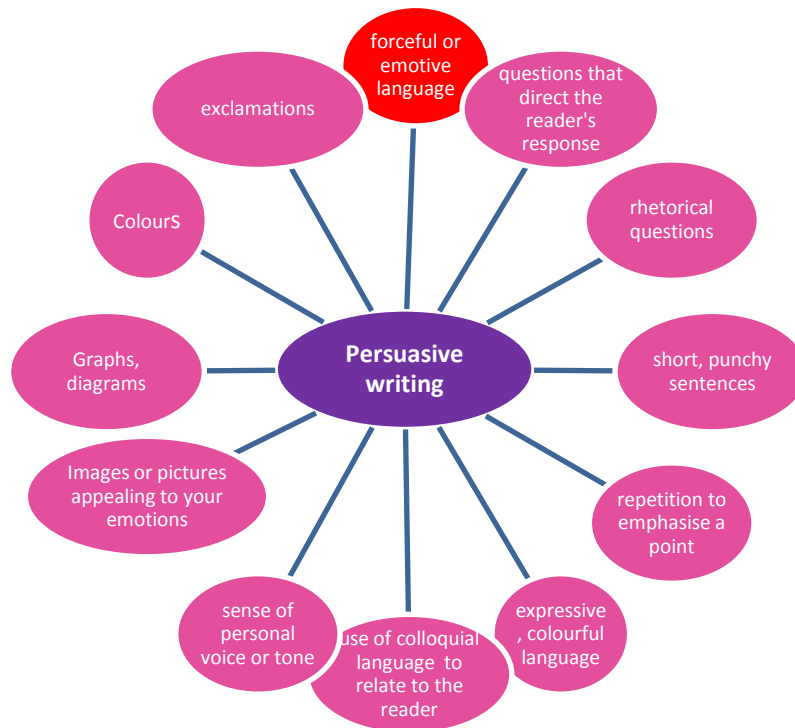 forceful or
emotive
language
questions that
direct the
reader's
response
rhetorical
questions
short, punchy
sentences
repetition to
emphasise a
point
expressive
, colourful
language
use of colloquial
language to
relate to the
reader
sense of
personal
voice or tone
Images or pictures
appealing to your
emotions
Graphs,
diagrams
ColourS
exclamations
Persuasive
writing